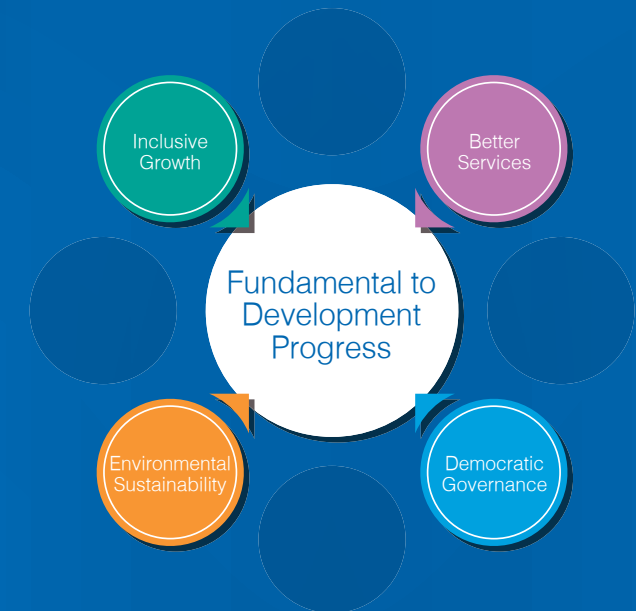 Inclusive
Growth
Better
Services
Fundamental to
Development
Progress
Environmental
Sustainability
Democratic
Governance